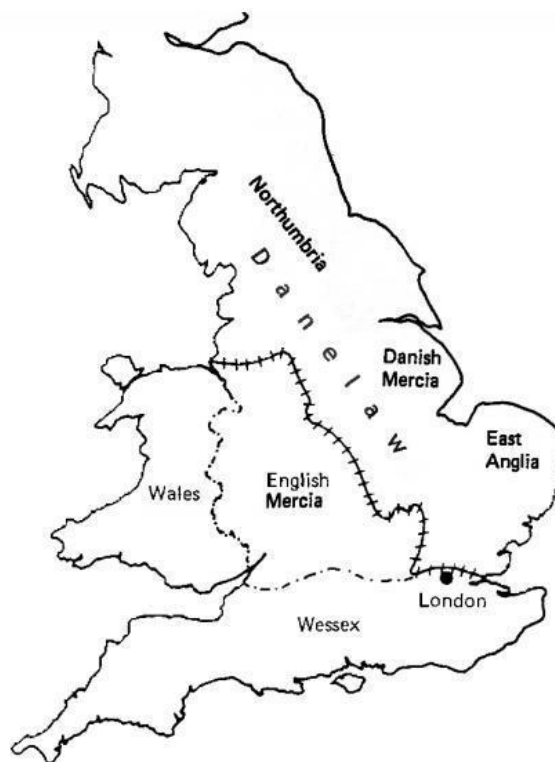 Northumbria
Danelaw
Danish
Mercia
East
Anglia
English
Mercia
Wales
London
Wessex